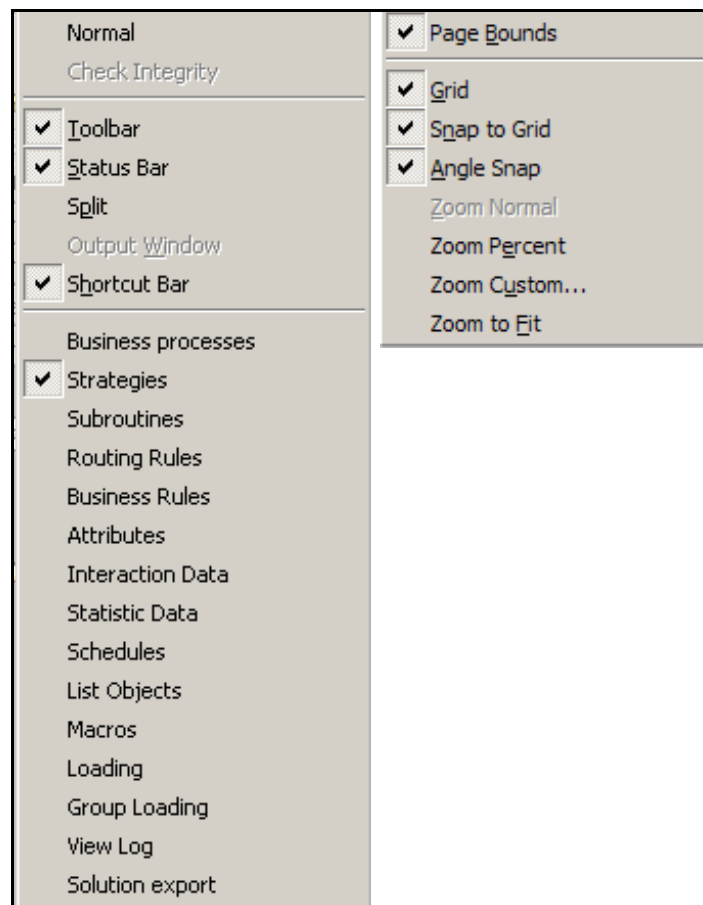 Normal
Check Integrity
Toolbar
Status Bar
Split
Output Window
Shortcut Bar
Business processes
Strategies
Subroutines
Routing Rules
Business Rules
Attributes
Interaction Data
Statistic Data
Schedules
List Objects
Macros
Loading
Group Loading
View Log
Solution export
Page Bounds
Grid
Snap to Grid
Angle Snap
Zoom Normal
Zoom Percent
Zoom Custom...
Zoom to Fit